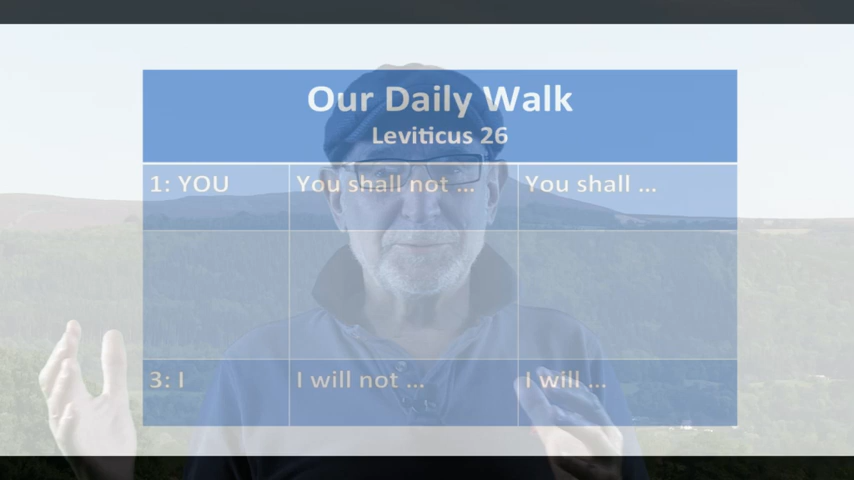 Our Daily Walk
Leviticus 26
1: YOU You shall not ... You shall ...
3: I I will not ... I will ...